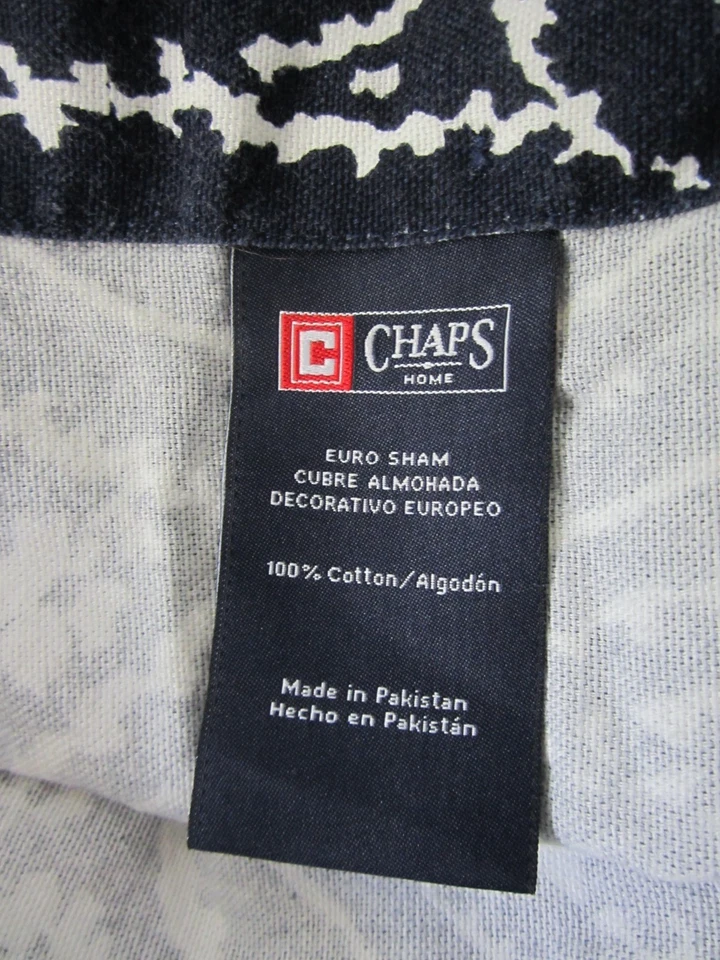 C CHAPS
HOME
EURO SHAM
CUBRE ALMOHADA
DECORATIVO EUROPEO
100% Cotton/Algodón
Made in Pakistan
Hecho en Pakistán